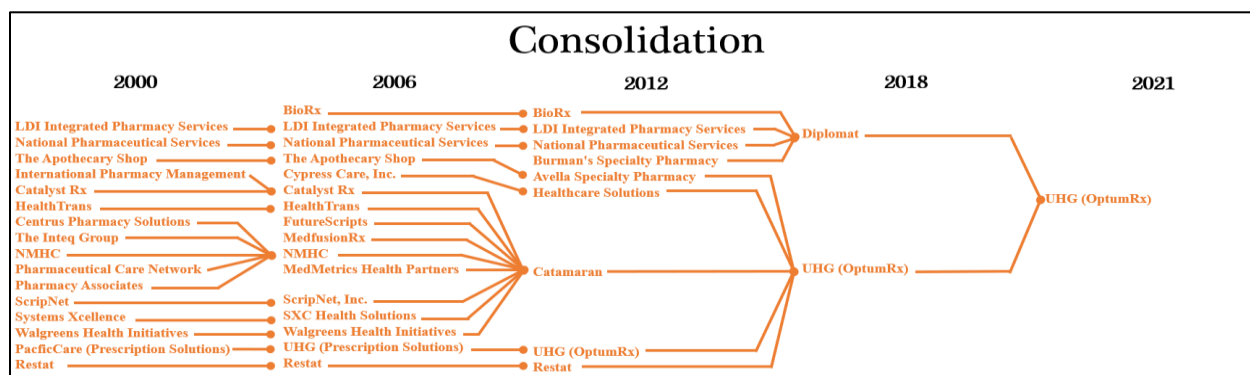 Consolidation
2000 2006 2012 2018 2021
BioRx BioRx
LDI Integrated Pharmacy Services LDI Integrated Pharmacy Services LDI Integrated Pharmacy Services Diplomat
National Pharmaceutical Services National Pharmaceutical Services National Pharmaceutical Services
The Apothecary Shop The Apothecary Shop Burman's Specialty Pharmacy
International Pharmacy Management Cypress Care, Inc. Avella Specialty Pharmacy
Catalyst Rx Catalyst Rx Healthcare Solutions UHG (OptumRx)
HealthTrans HealthTrans
Centrus Pharmacy Solutions FutureScripts
The Inteq Group MedfusionRx
NMHC NMHC
Pharmaceutical Care Network MedMetrics Health Partners Catamaran UHG (OptumRx)
Pharmacy Associates
ScripNet ScripNet, Inc.
Systems Xcellence SXC Health Solutions
Walgreens Health Initiatives Walgreens Health Initiatives
PacficCare (Prescription Solutions) UHG (Prescription Solutions) UHG (OptumRx)
Restat Restat Restat